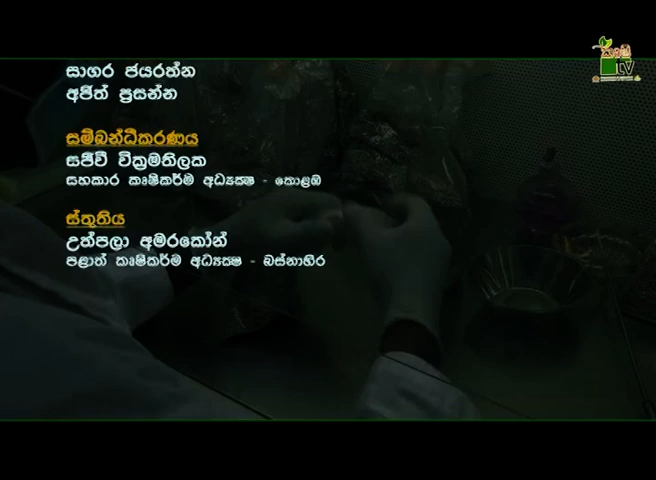 කෘෂි
tv
සාගර ජයරත්න
අජිත් ප්‍රසන්න
සම්බන්ධීකරණය
සජීවී වික්‍රමතිලක
සහකාර කෘෂිකර්ම අධ්‍යක්ෂ - කොළඹ
ස්තූතිය
උත්පලා අමරකෝන්
පළාත් කෘෂිකර්ම අධ්‍යක්ෂ - බස්නාහිර